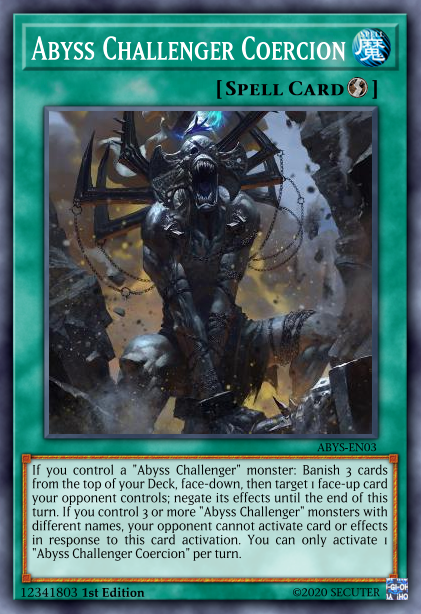 Abyss Challenger Coercion 魔
[Spell Card]
ABYS-EN03
If you control a "Abyss Challenger" monster: Banish 3 cards
from the top of your Deck, face-down, then target 1 face-up card
your opponent controls; negate its effects until the end of this
turn. If you control 3 or more "Abyss Challenger" monsters with
different names, your opponent cannot activate card or effects
in response to this card activation. You can only activate 1
"Abyss Challenger Coercion" per turn.
12341803 1st Edition ©2020 SECUTER